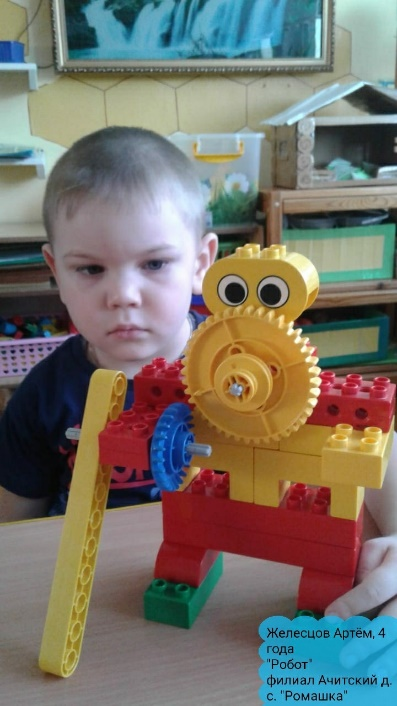 Желесцов Артём, 4
года
"Робот"
филиал Ачитский д.
с. "Ромашка"